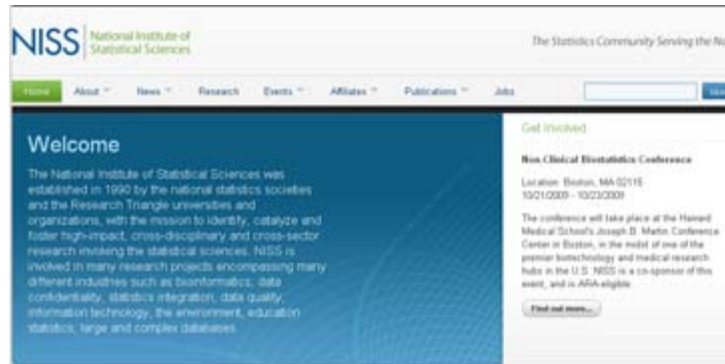 NISS National Institute of
Statistical Sciences
The Statistics Community Serving the
Home About News Research Events Affiliates Publications Jobs
Welcome
The National Institute of Statistical Sciences was
established in 1990 by the national statistics societies
and the Research Triangle universities and
organizations, with the mission to identify, catalyze and
foster high-impact, cross-disciplinary and cross-sector
research involving the statistical sciences. NISS is
involved in many research projects encompassing many
different industries such as bioinformatics, data
confidentiality, statistics integration, data quality,
information technology, the environment, education
statistics, large and complex databases.
Get Involved
Non-Clinical Biostatistics Conference
Location: Boston, MA 02115
10/21/2009 - 10/23/2009
The conference will take place at the Harvard
Medical School's Joseph B. Martin Conference
Center in Boston, in the midst of one of the
premier biotechnology and medical research
hubs in the U.S. NISS is a co-sponsor of this
event, and is ARA-eligible.
Find out more...